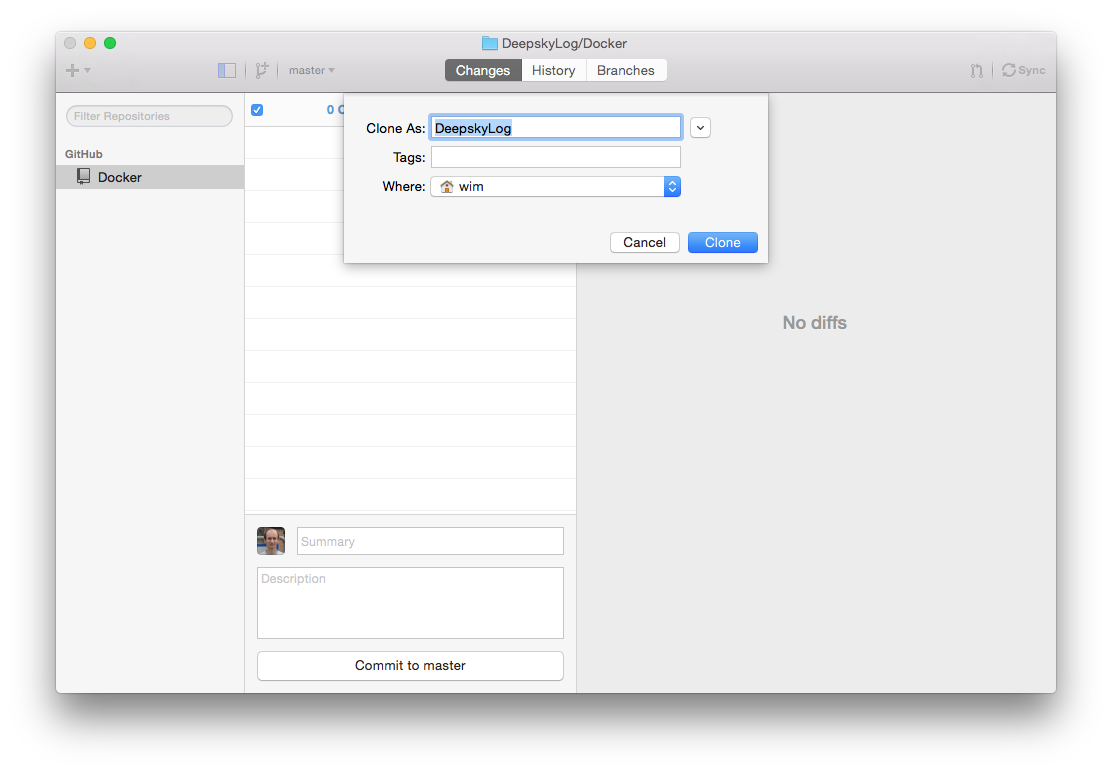 DeepskyLog/Docker
master
Changes
History
Branches
Sync
Filter Repositories
0 C
GitHub
Docker
Clone As: DeepskyLog
Tags:
Where: wim
Cancel
Clone
No diffs
Summary
Description
Commit to master